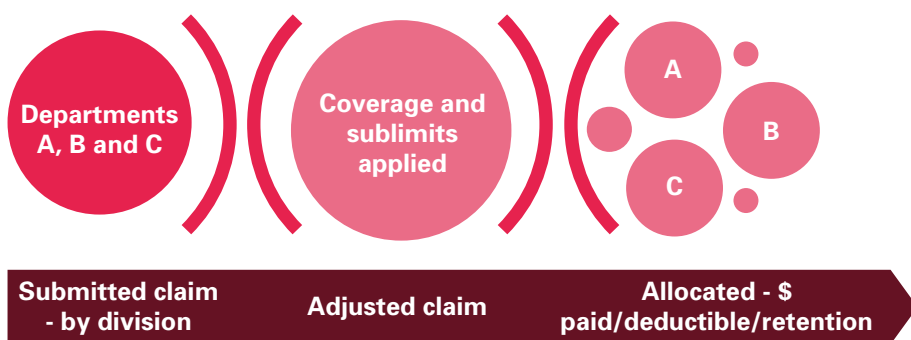 Departments
A, B and C
Coverage and
sublimits
applied
A
B
C
Submitted claim
- by division
Adjusted claim
Allocated - $
paid/deductible/retention